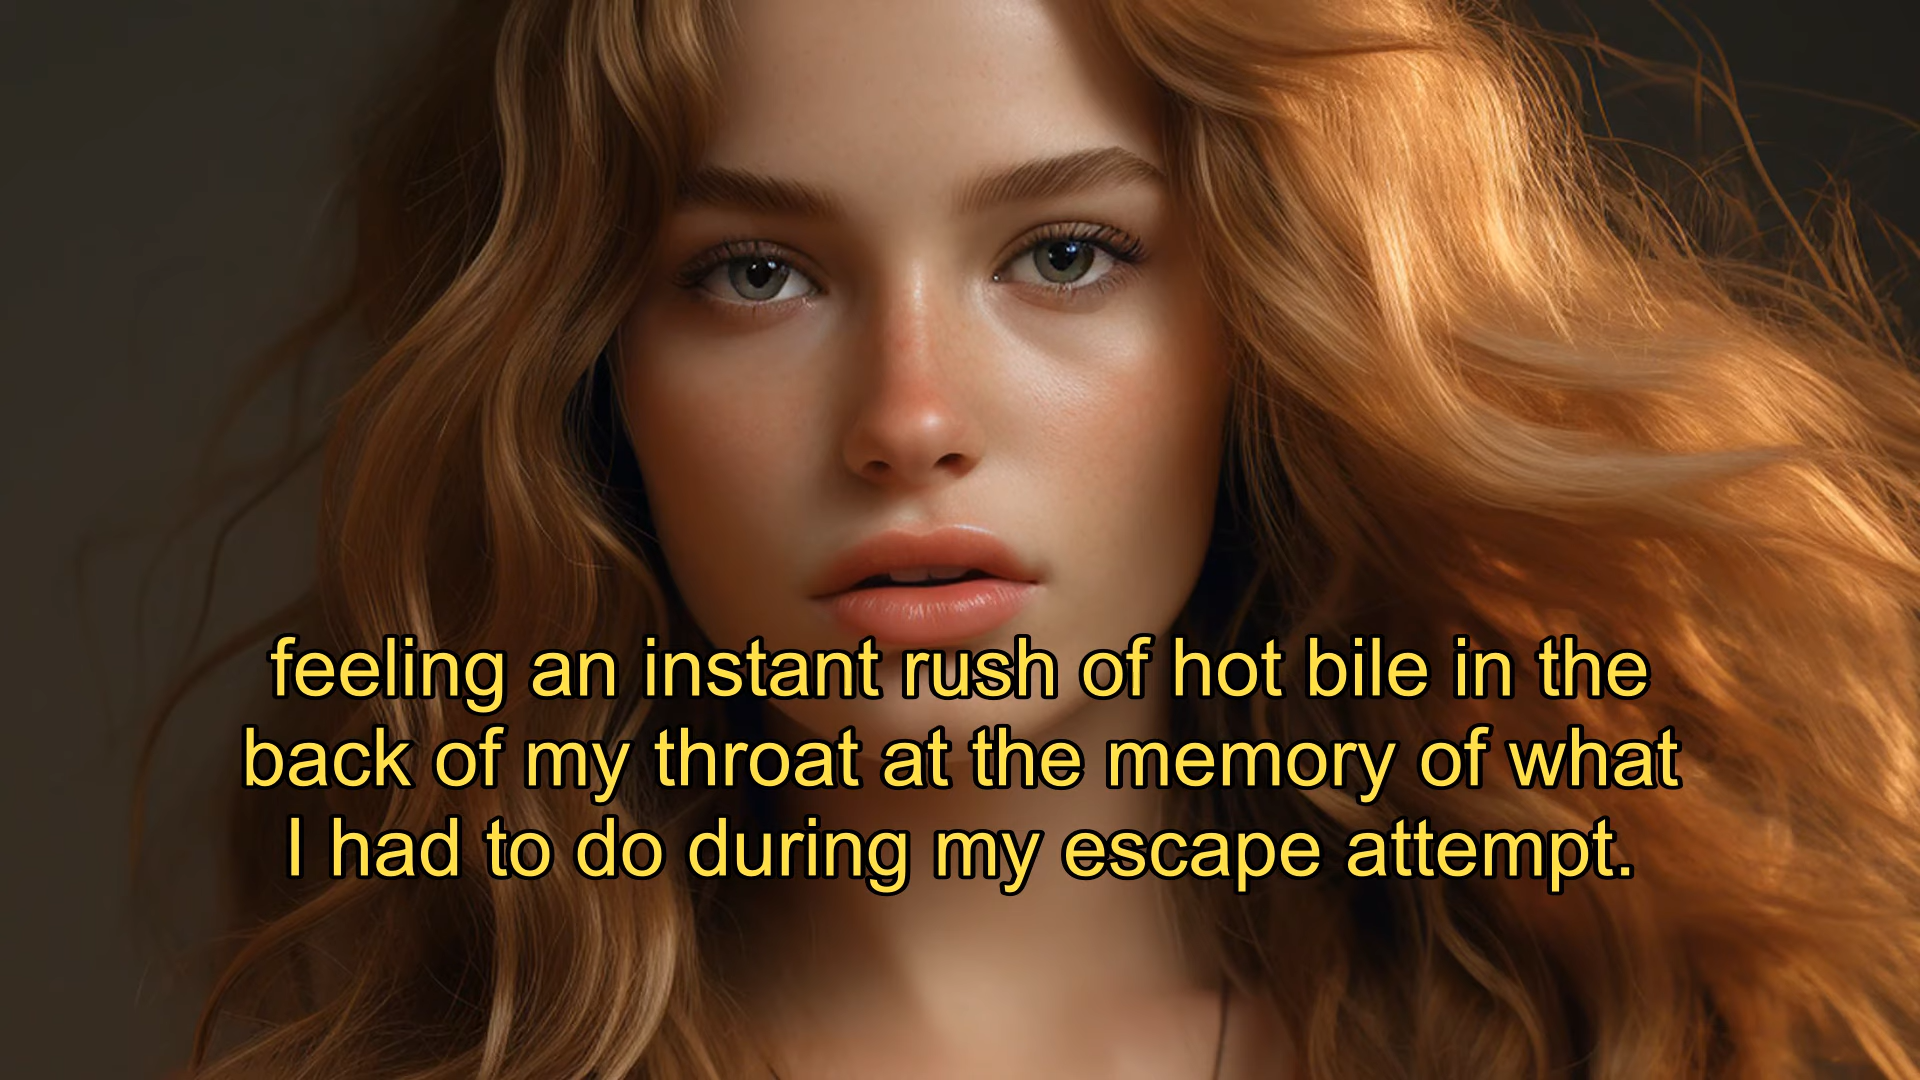 feeling an instant rush of hot bile in the
back of my throat at the memory of what
I had to do during my escape attempt.